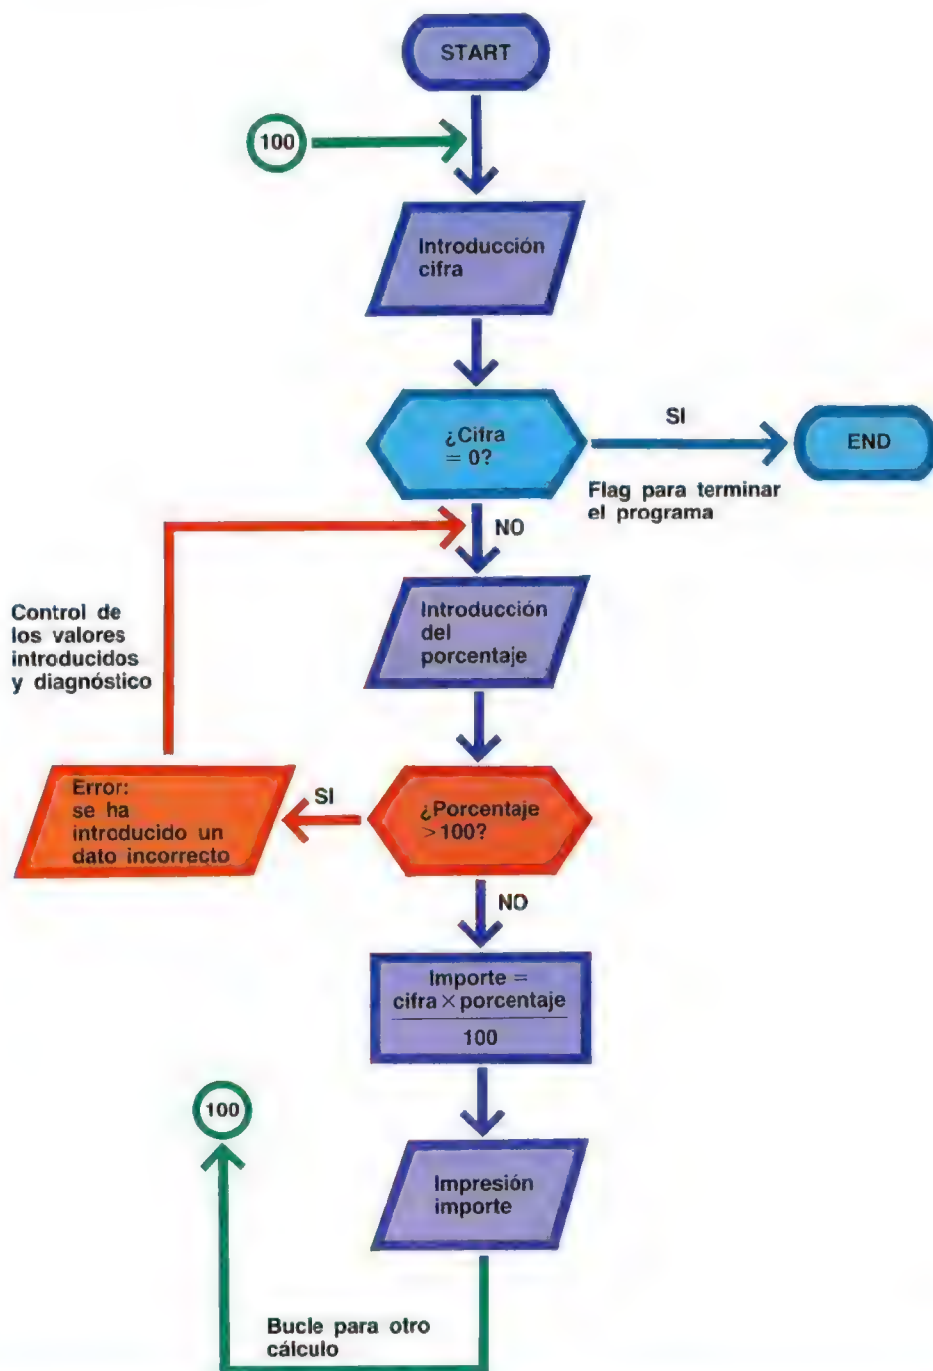 START
100
Introducción
cifra
¿Cifra
= 0?
SI
END
Flag para terminar
el programa
NO
Introducción
del
porcentaje
Control de
los valores
introducidos
y diagnóstico
Error:
se ha
introducido un
dato incorrecto
SI
¿Porcentaje
>100?
NO
Importe =
cifra × porcentaje
100
100
Impresión
importe
Bucle para otro
cálculo